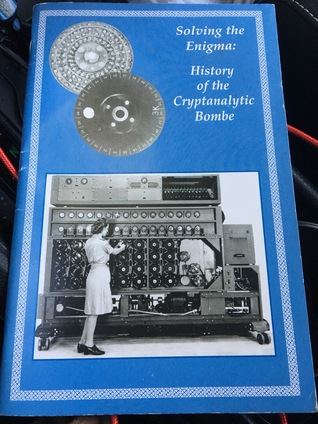 Solving the
Enigma:
History
of the
Cryptanalytic
Bombe